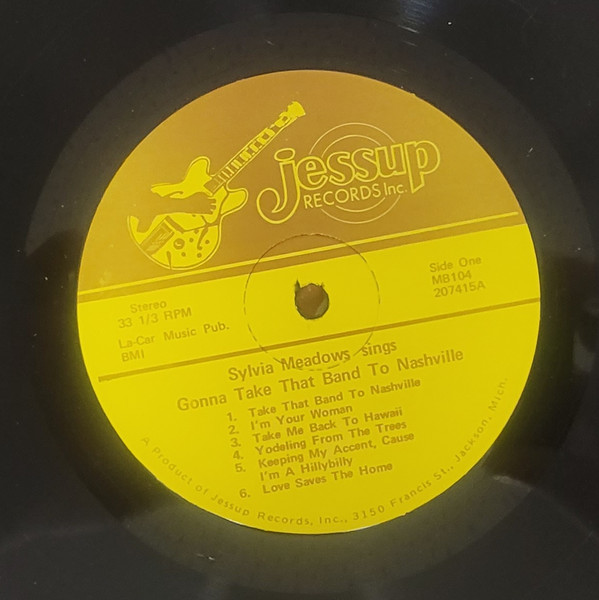 jessup
RECORDS Inc.
Stereo
33 1/3 RPM
La-Car Music Pub.
BMI
Side One
MB104
207415A
Sylvia Meadows sings
Gonna Take That Band To Nashville
1. Take That Band To Nashville
2. I'm Your Woman
3. Take Me Back To Hawaii
4. Yodeling From The Trees
5. Keeping My Accent, Cause
I'm A Hillybilly
6. Love Saves The Home
A Product of Jessup Records, Inc., 3150 Francis St., Jackson, Mich.